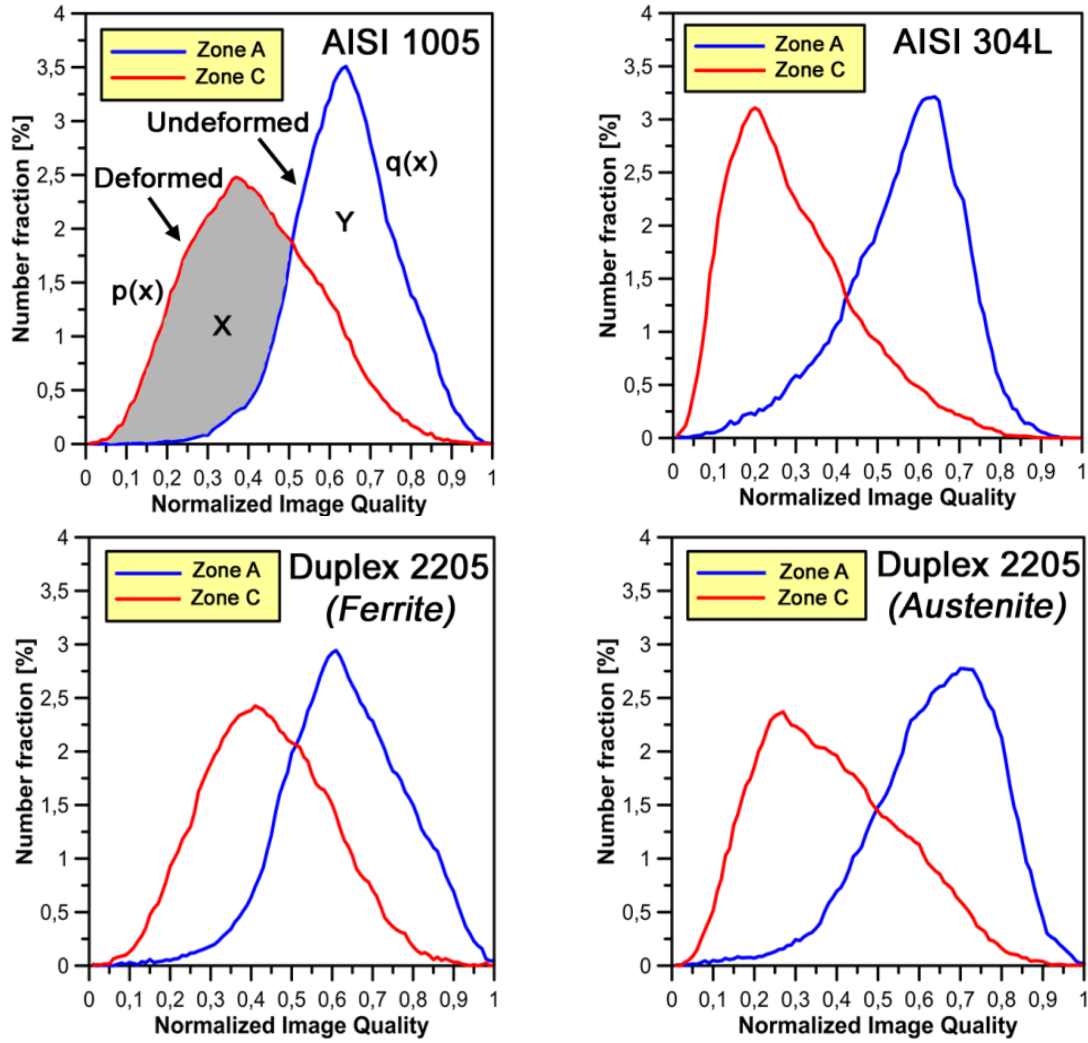 AISI 1005
Zone A
Zone C
Undeformed
Deformed
q(x)
p(x)
X
Y
Number fraction [%]
4
3,5
3
2,5
2
1,5
1
0,5
0
0 0,1 0,2 0,3 0,4 0,5 0,6 0,7 0,8 0,9 1
Normalized Image Quality
AISI 304L
Zone A
Zone C
Number fraction [%]
4
3,5
3
2,5
2
1,5
1
0,5
0
0 0,1 0,2 0,3 0,4 0,5 0,6 0,7 0,8 0,9 1
Normalized Image Quality
Duplex 2205
(Ferrite)
Zone A
Zone C
Number fraction [%]
4
3,5
3
2,5
2
1,5
1
0,5
0
0 0,1 0,2 0,3 0,4 0,5 0,6 0,7 0,8 0,9 1
Normalized Image Quality
Duplex 2205
(Austenite)
Zone A
Zone C
Number fraction [%]
4
3,5
3
2,5
2
1,5
1
0,5
0
0 0,1 0,2 0,3 0,4 0,5 0,6 0,7 0,8 0,9 1
Normalized Image Quality